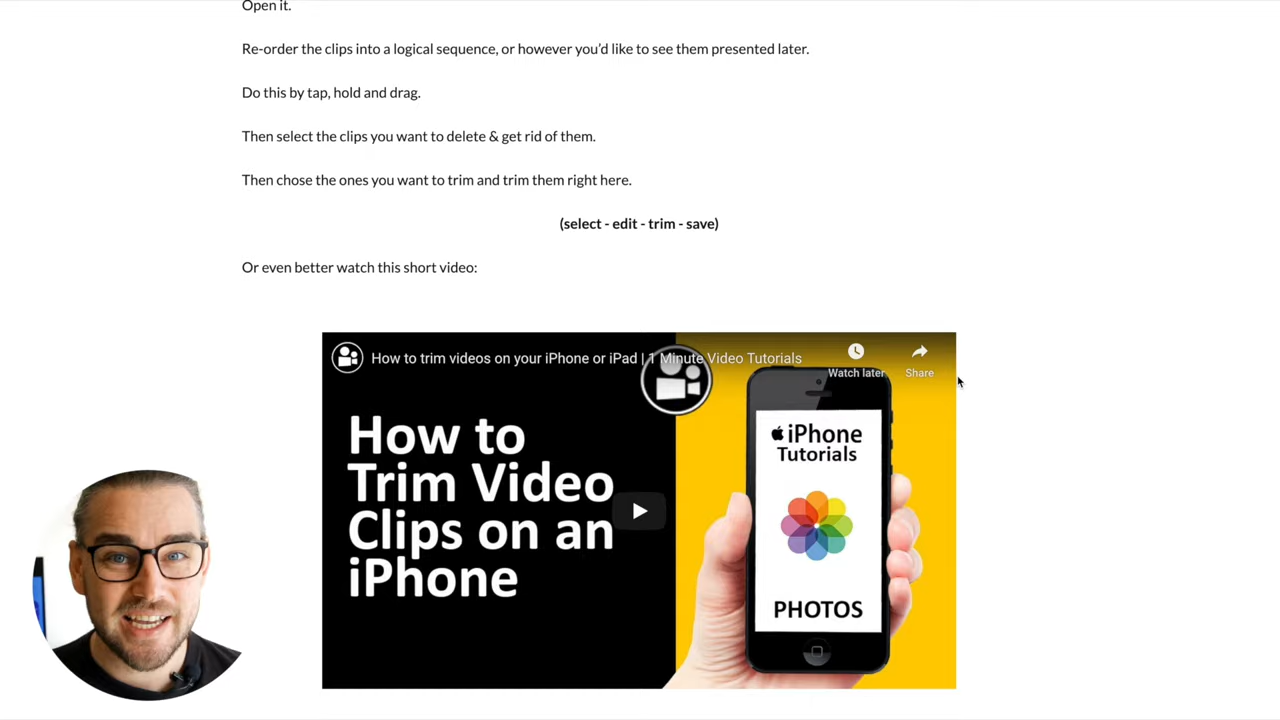 Open it.
Re-order the clips into a logical sequence, or however you'd like to see them presented later.
Do this by tap, hold and drag.
Then select the clips you want to delete & get rid of them.
Then chose the ones you want to trim and trim them right here.
(select - edit - trim - save)
Or even better watch this short video:
How to trim videos on your iPhone or iPad | 1 Minute Video Tutorials
Watch later
Share
How to
Trim Video
Clips on an
iPhone
iPhone
Tutorials
PHOTOS